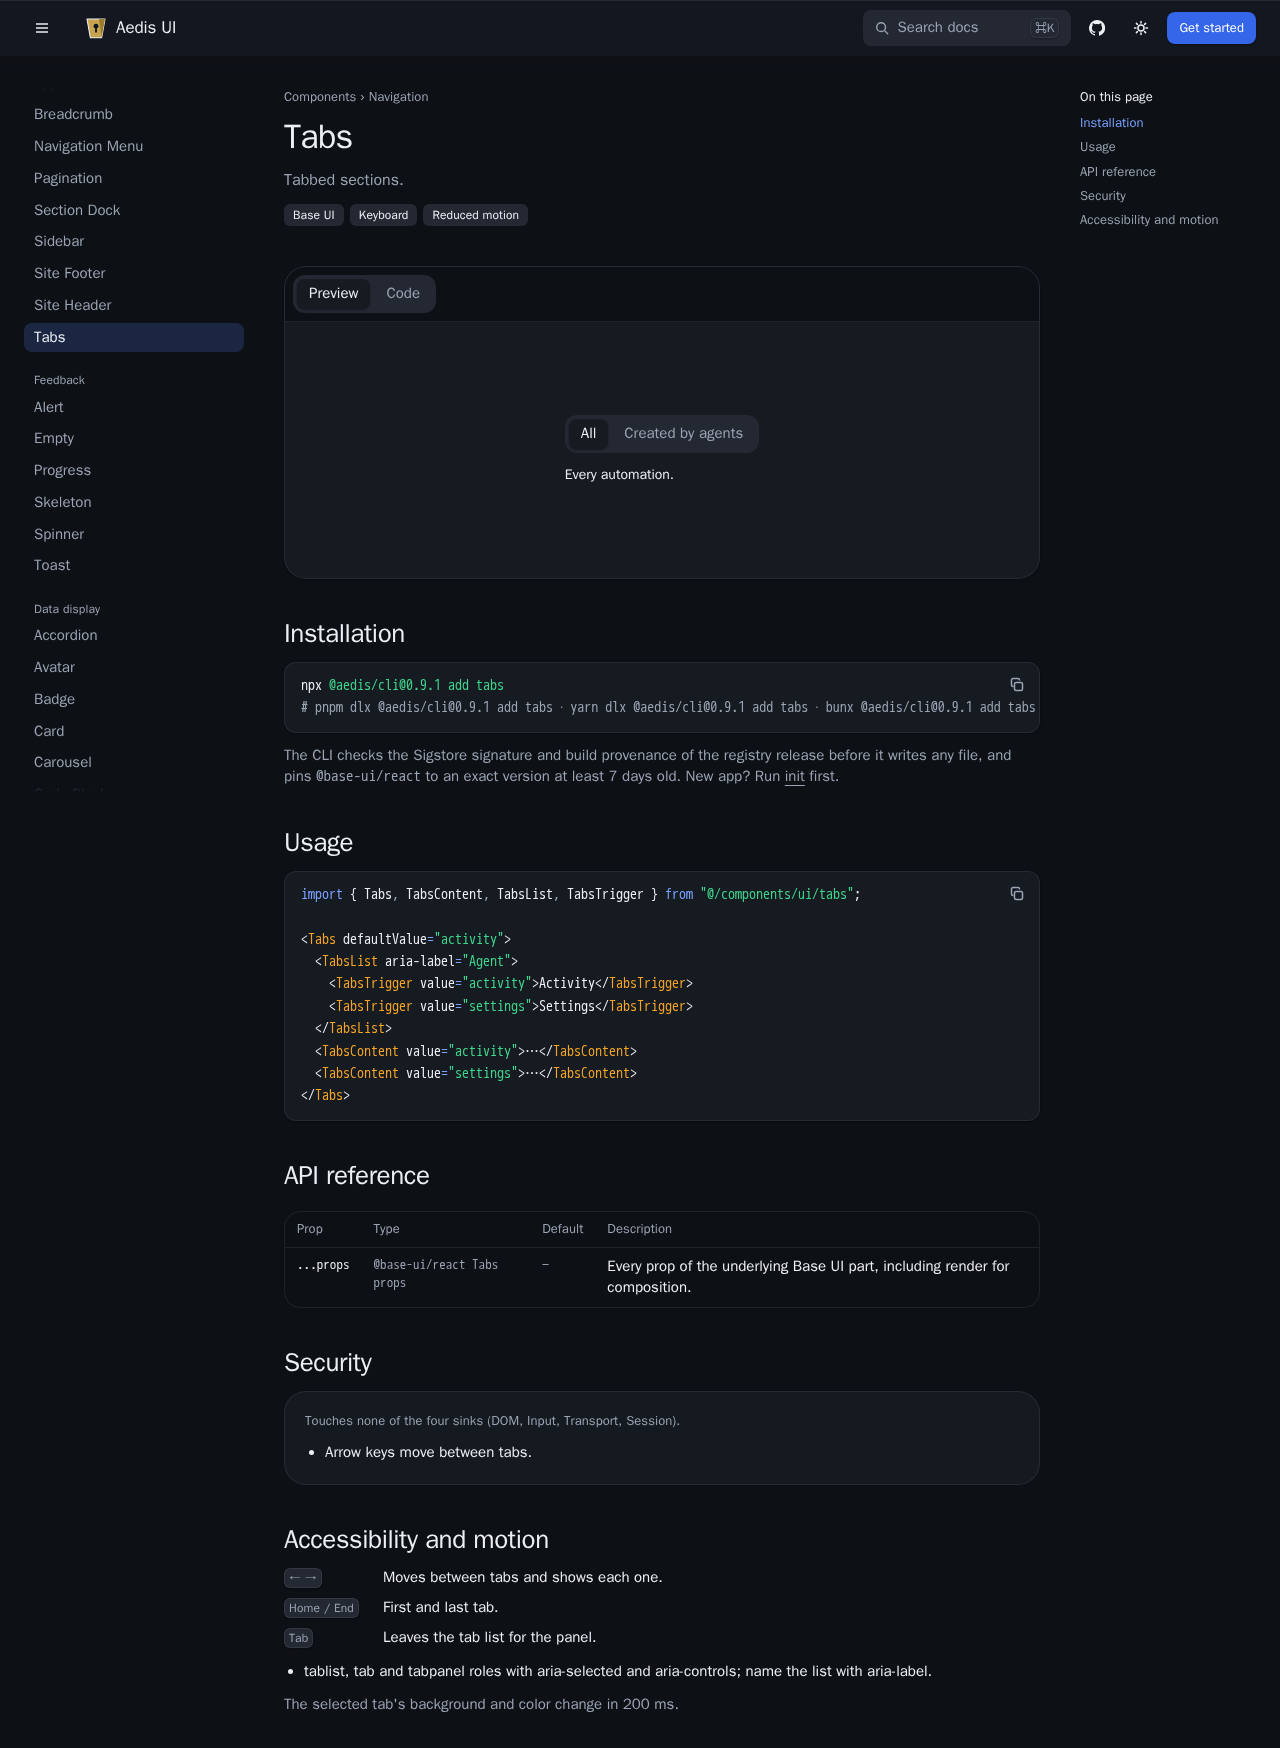 Aedis UI
Search docs
⌘K
Get started
Breadcrumb
Navigation Menu
Pagination
Section Dock
Sidebar
Site Footer
Site Header
Tabs
Feedback
Alert
Empty
Progress
Skeleton
Spinner
Toast
Data display
Accordion
Avatar
Badge
Card
Carousel
Components › Navigation
Tabs
Tabbed sections.
Base UI
Keyboard
Reduced motion
Preview
Code
All
Created by agents
Every automation.
Installation
npx @aedis/cli@0.9.1 add tabs
# pnpm dlx @aedis/cli@0.9.1 add tabs · yarn dlx @aedis/cli@0.9.1 add tabs · bunx @aedis/cli@0.9.1 add tabs
The CLI checks the Sigstore signature and build provenance of the registry release before it writes any file, and
pins @base-ui/react to an exact version at least 7 days old. New app? Run init first.
Usage
import { Tabs, TabsContent, TabsList, TabsTrigger } from "@/components/ui/tabs";
<Tabs defaultValue="activity">
<TabsList aria-label="Agent">
<TabsTrigger value="activity">Activity</TabsTrigger>
<TabsTrigger value="settings">Settings</TabsTrigger>
</TabsList>
<TabsContent value="activity">…</TabsContent>
<TabsContent value="settings">…</TabsContent>
</Tabs>
API reference
Prop Type Default Description
...props @base-ui/react Tabs — Every prop of the underlying Base UI part, including render for
props composition.
Security
Touches none of the four sinks (DOM, Input, Transport, Session).
• Arrow keys move between tabs.
Accessibility and motion
← → Moves between tabs and shows each one.
Home / End First and last tab.
Tab Leaves the tab list for the panel.
• tablist, tab and tabpanel roles with aria-selected and aria-controls; name the list with aria-label.
The selected tab's background and color change in 200 ms.
On this page
Installation
Usage
API reference
Security
Accessibility and motion